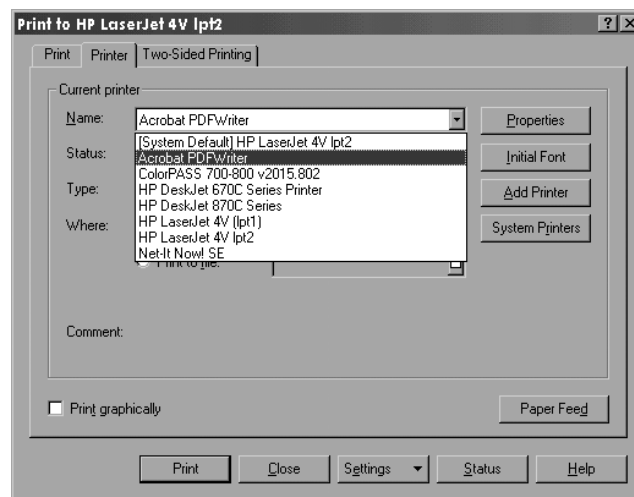 Print to HP LaserJet 4V lpt2
Print Printer Two-Sided Printing
Current printer
Name: Acrobat PDFWriter Properties
[System Default] HP LaserJet 4V lpt2
Status: Acrobat PDFWriter Initial Font
ColorPASS 700-800 v2015.802
Type: HP DeskJet 670C Series Printer Add Printer
HP DeskJet 870C Series
Where: HP LaserJet 4V (lpt1) System Printers
HP LaserJet 4V lpt2
Net-It Now! SE
Print to file:
Comment:
Print graphically Paper Feed
Print Close Settings Status Help